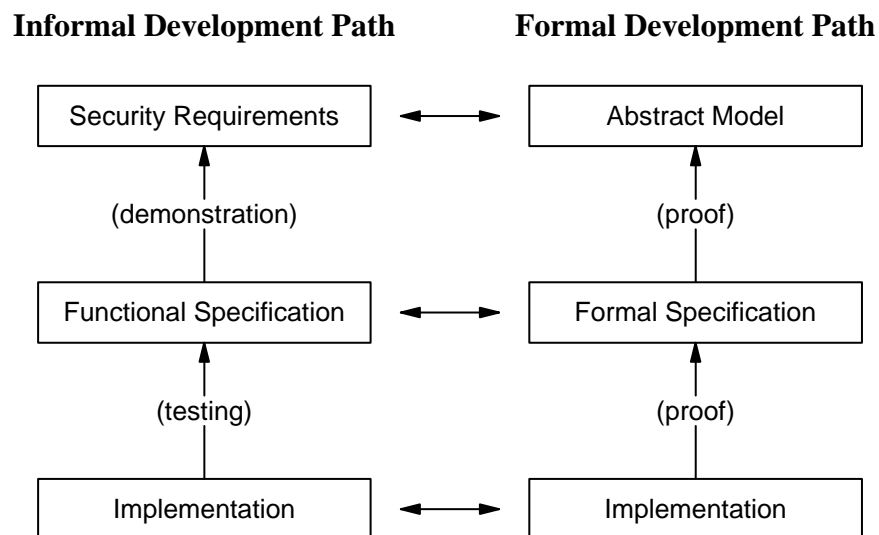 Informal Development Path
Formal Development Path
Security Requirements
Abstract Model
(demonstration)
(proof)
Functional Specification
Formal Specification
(testing)
(proof)
Implementation
Implementation